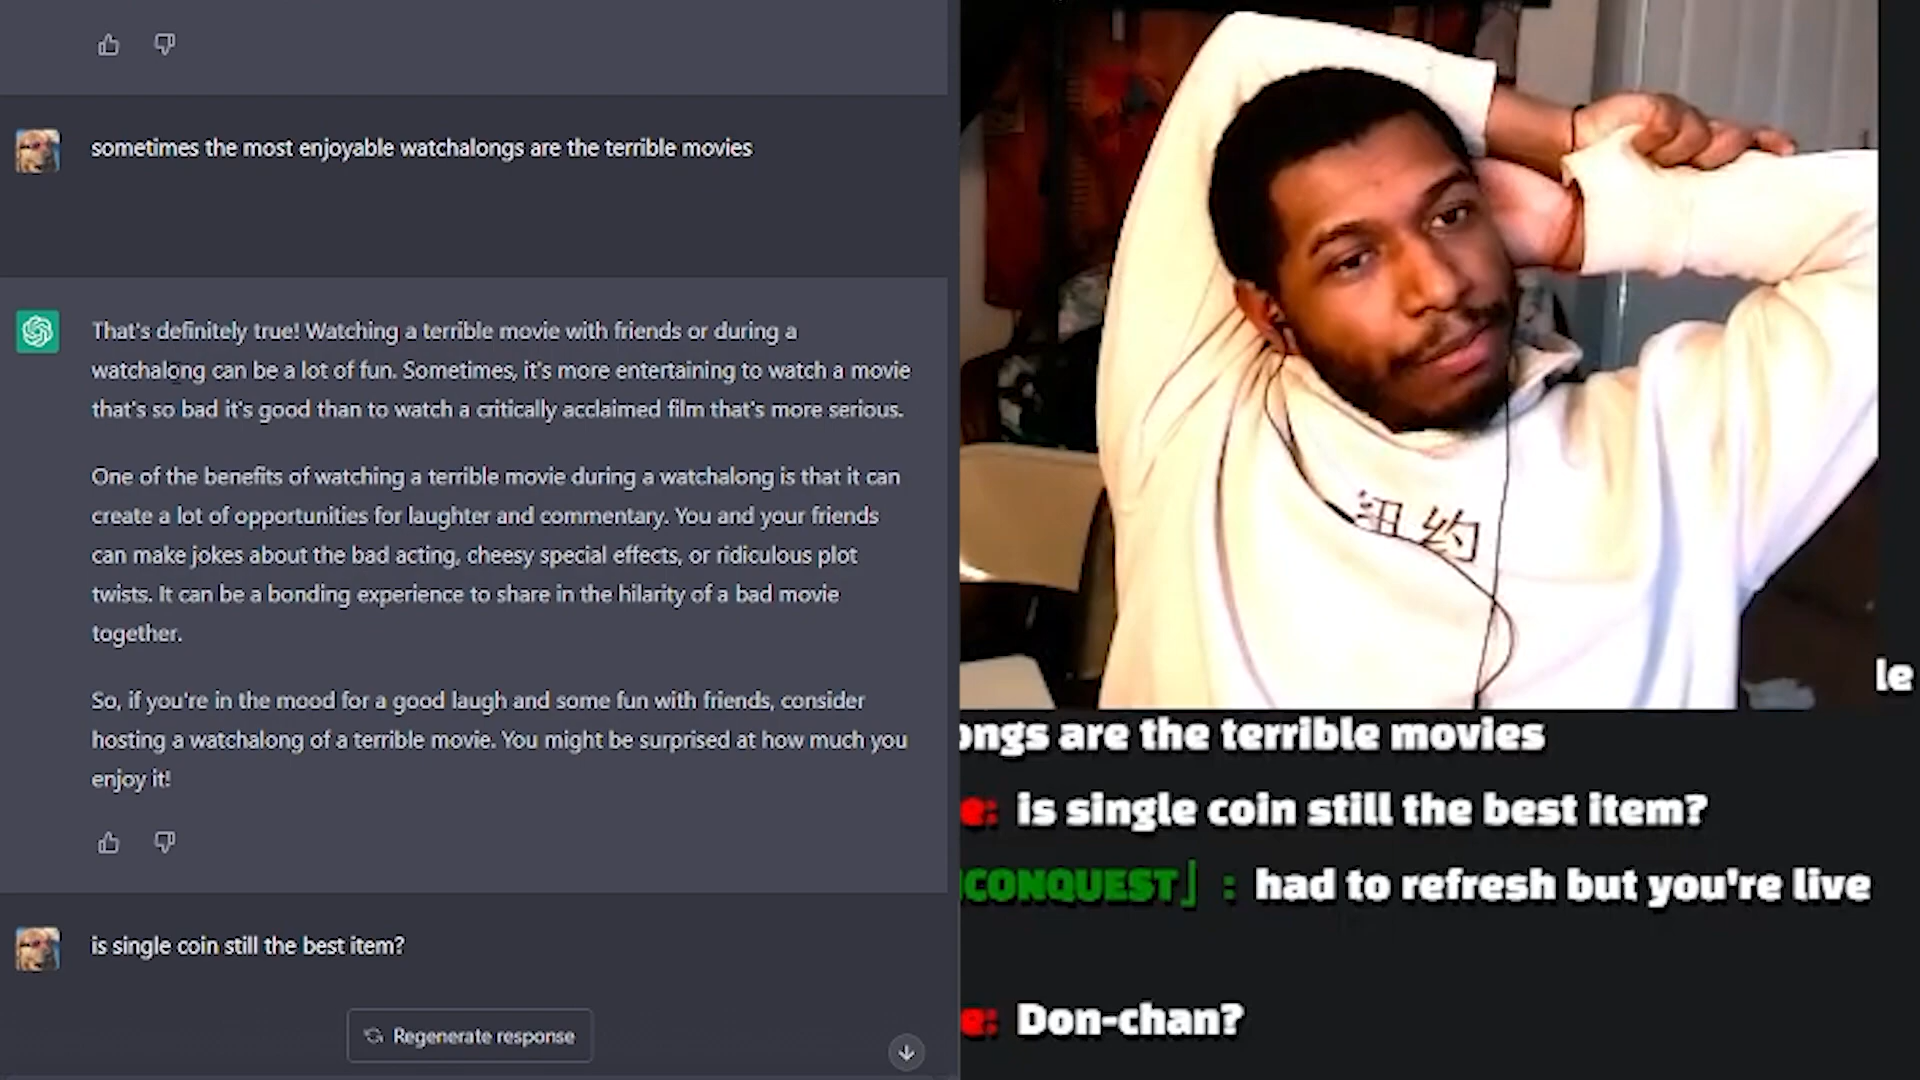 sometimes the most enjoyable watchalongs are the terrible movies
That's definitely true! Watching a terrible movie with friends or during a
watchalong can be a lot of fun. Sometimes, it's more entertaining to watch a movie
that's so bad it's good than to watch a critically acclaimed film that's more serious.
One of the benefits of watching a terrible movie during a watchalong is that it can
create a lot of opportunities for laughter and commentary. You and your friends
can make jokes about the bad acting, cheesy special effects, or ridiculous plot
twists. It can be a bonding experience to share in the hilarity of a bad movie
together.
So, if you're in the mood for a good laugh and some fun with friends, consider
hosting a watchalong of a terrible movie. You might be surprised at how much you
enjoy it!
is single coin still the best item?
Regenerate response
约
le
ongs are the terrible movies
e: is single coin still the best item?
CONQUEST」 : had to refresh but you're live
e: Don-chan?